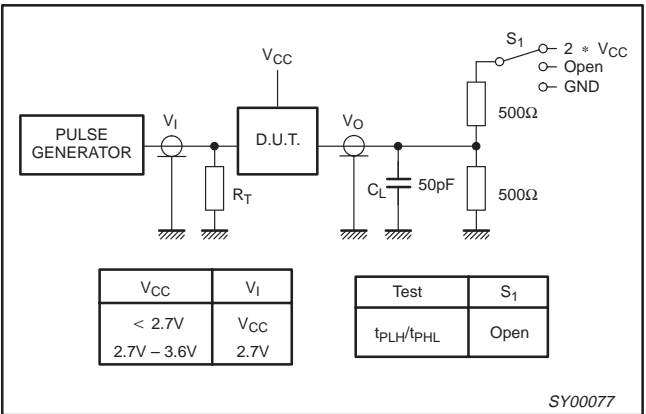 S1
2 * VCC
Open
GND
VCC
500Ω
VI
VO
PULSE
GENERATOR
D.U.T.
RT
CL
50pF
500Ω
VCC VI
< 2.7V VCC
2.7V – 3.6V 2.7V
Test S1
tPLH/tPHL Open
SY00077